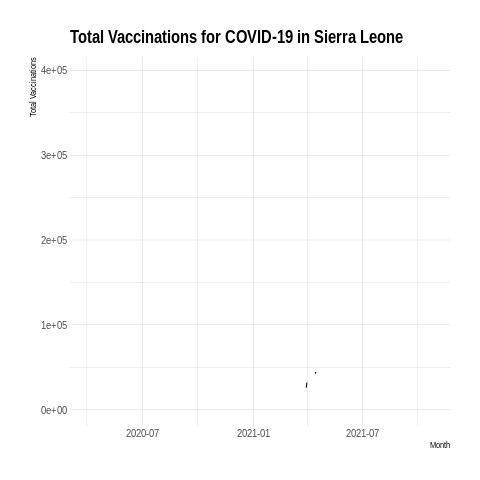 Total Vaccinations for COVID-19 in Sierra Leone
Total Vaccinations
4e+05
3e+05
2e+05
1e+05
0e+00
2020-07 2021-01 2021-07
Month